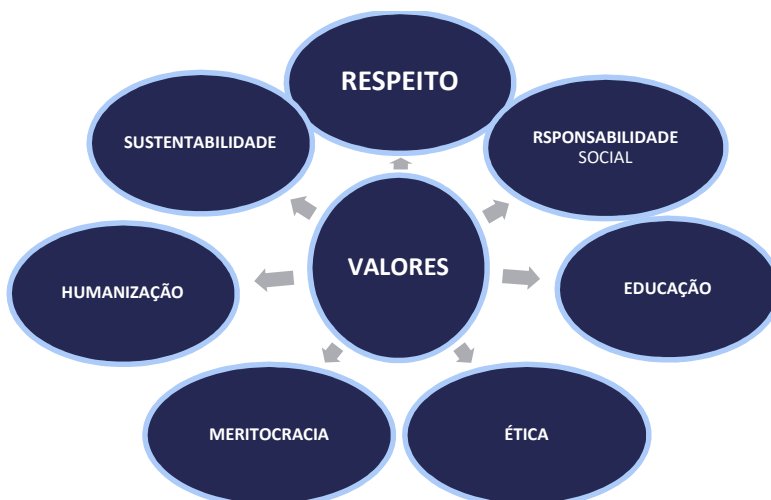 RESPEITO
SUSTENTABILIDADE
RSPONSABILIDADE
SOCIAL
VALORES
HUMANIZAÇÃO
EDUCAÇÃO
MERITOCRACIA
ÉTICA